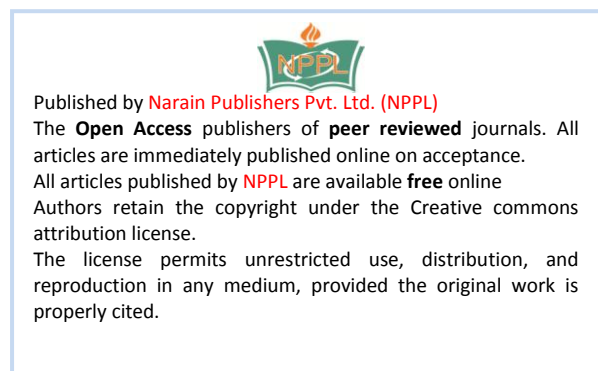 NPPL
Published by Narain Publishers Pvt. Ltd. (NPPL)
The Open Access publishers of peer reviewed journals. All
articles are immediately published online on acceptance.
All articles published by NPPL are available free online
Authors retain the copyright under the Creative commons
attribution license.
The license permits unrestricted use, distribution, and
reproduction in any medium, provided the original work is
properly cited.